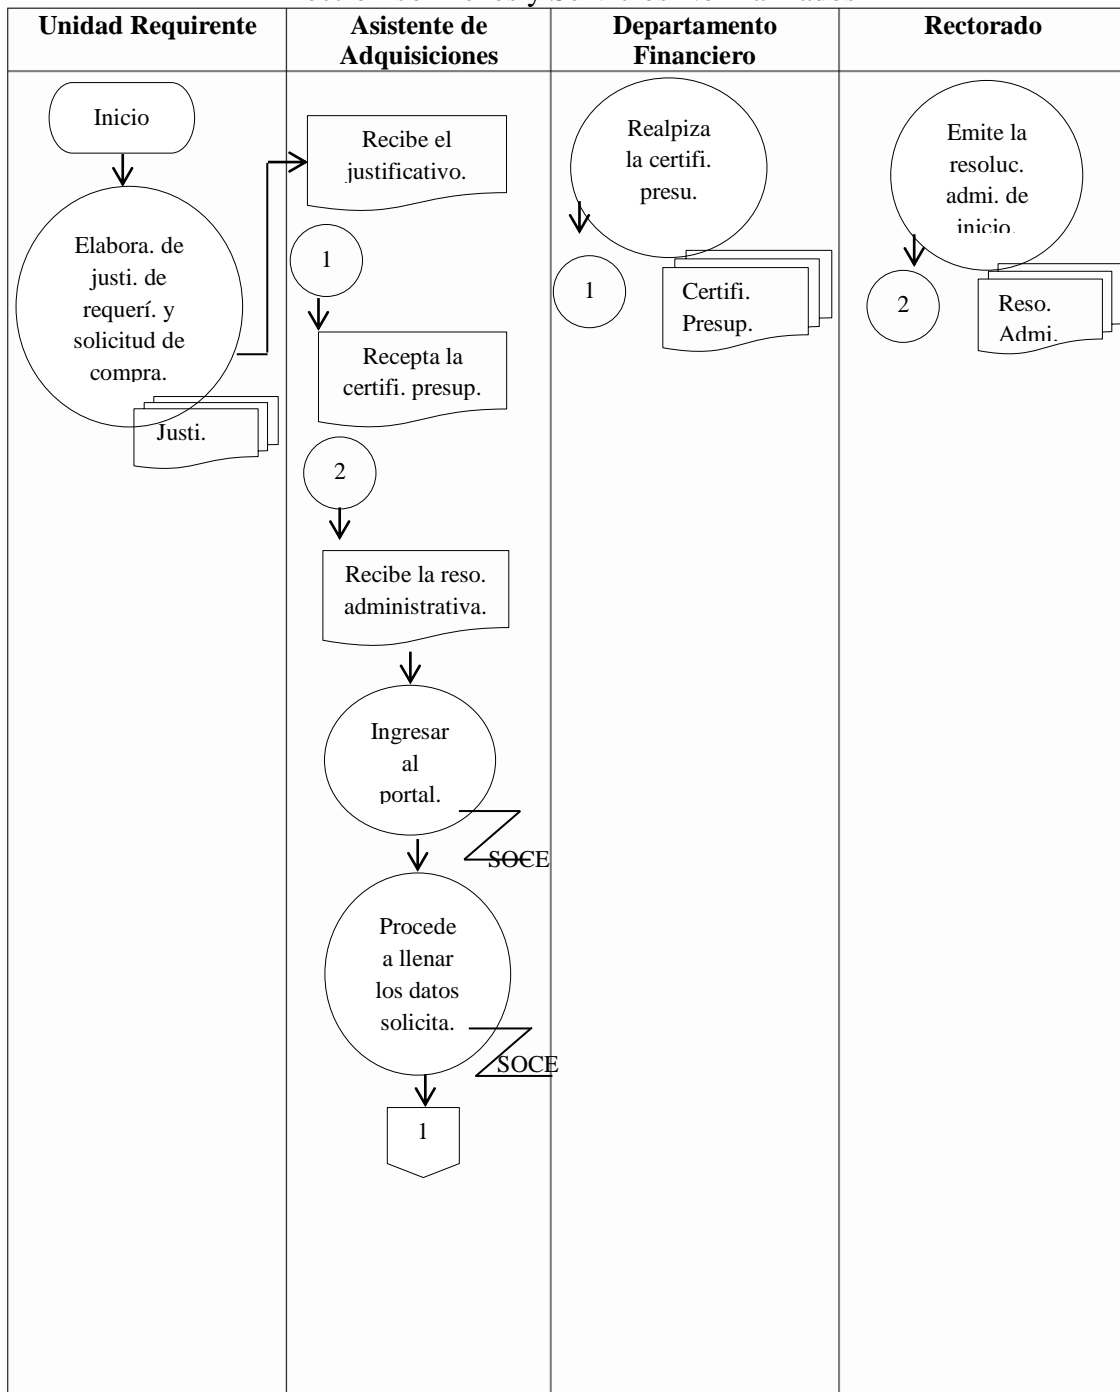 Unidad Requirente
Asistente de
Adquisiciones
Departamento
Financiero
Rectorado
Inicio
Elabora. de
justi. de
requerí. y
solicitud de
compra.
Justi.
Recibe el
justificativo.
1
Recepta la
certifi. presup.
2
Recibe la reso.
administrativa.
Ingresar
al
portal.
SOCE
Procede
a llenar
los datos
solicita.
SOCE
1
Realpiza
la certifi.
presu.
1
Certifi.
Presup.
Emite la
resoluc.
admi. de
inicio.
2
Reso.
Admi.